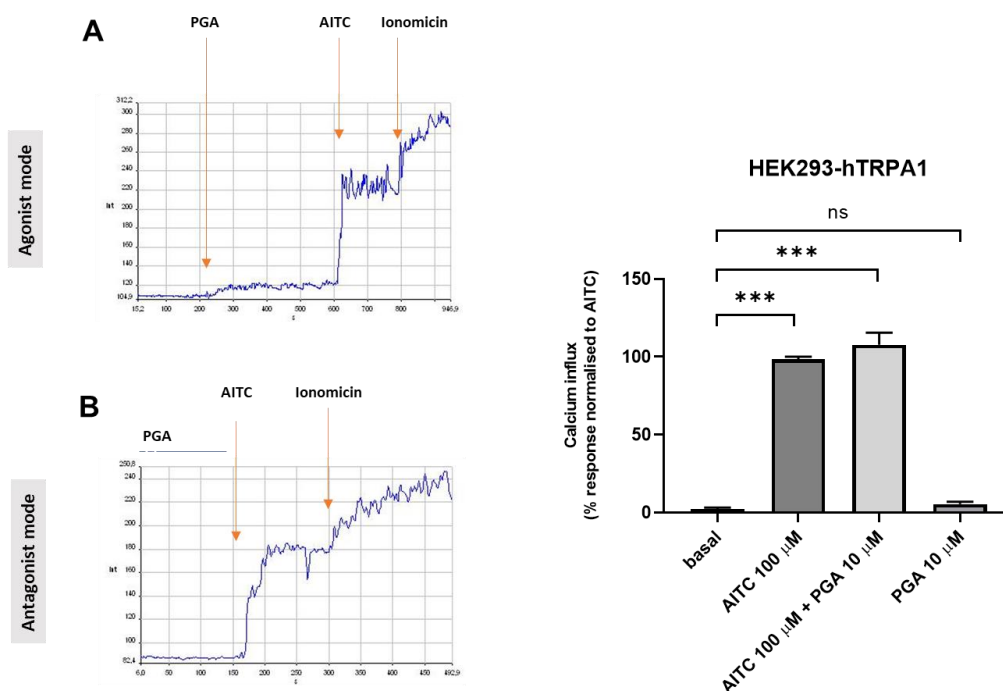 A
PGA
AITC
Ionomicin
Agonist mode
312,2
300
280
260
240
220
200
180
160
140
120
104,9
Int
15,2
100
200
300
400
500
600
700
800
946,9
s
B
AITC
Ionomicin
PGA
Antagonist mode
250,8
240
220
200
180
160
140
120
100
82,4
Int
6,0
50
100
150
200
250
300
350
400
492,9
s
HEK293-hTRPA1
ns
***
***
Calcium influx
(% response normalised to AITC)
150
100
50
0
basal
AITC 100 μM
AITC 100 μM + PGA 10 μM
PGA 10 μM